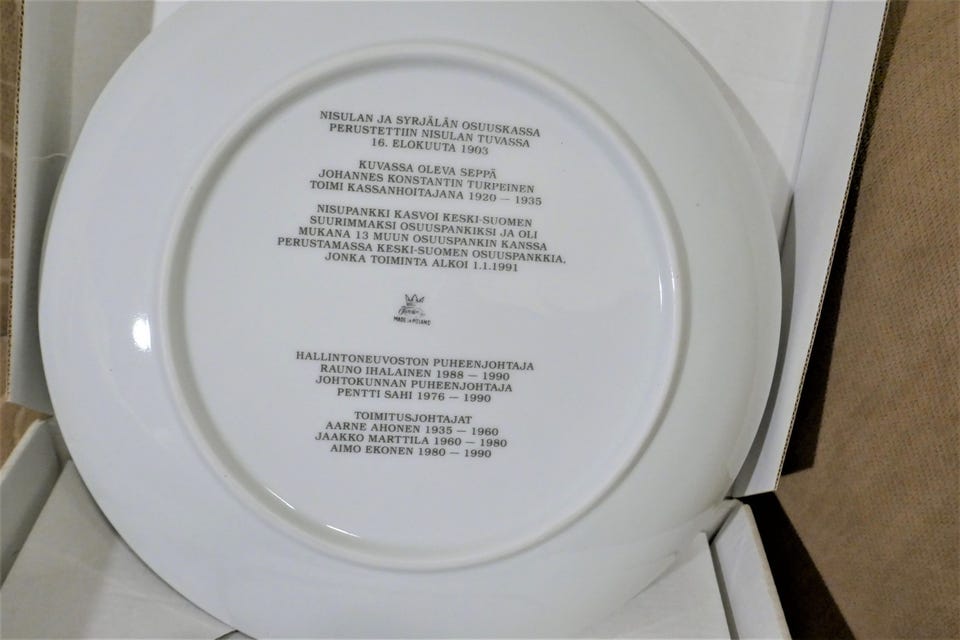 NISULAN JA SYRJÄLÄN OSUUSKASSA
PERUSTETTIIN NISULAN TUVASSA
16. ELOKUUTA 1903
KUVASSA OLEVA SEPPÄ
JOHANNES KONSTANTIN TURPEINEN
TOIMI KASSANHOITAJANA 1920 — 1935
NISUPANKKI KASVOI KESKI-SUOMEN
SUURIMMAKSI OSUUSPANKIKSI JA OLI
MUKANA 13 MUUN OSUUSPANKIN KANSSA
PERUSTAMASSA KESKI-SUOMEN OSUUSPANKKIA,
JONKA TOIMINTA ALKOI 1.1.1991
MADE IN POLAND
HALLINTONEUVOSTON PUHEENJOHTAJA
RAUNO IHALAINEN 1988 — 1990
JOHTOKUNNAN PUHEENJOHTAJA
PENTTI SAHI 1976 — 1990
TOIMITUSJOHTAJAT
AARNE AHONEN 1935 — 1960
JAAKKO MARTTILA 1960 — 1980
AIMO EKONEN 1980 — 1990